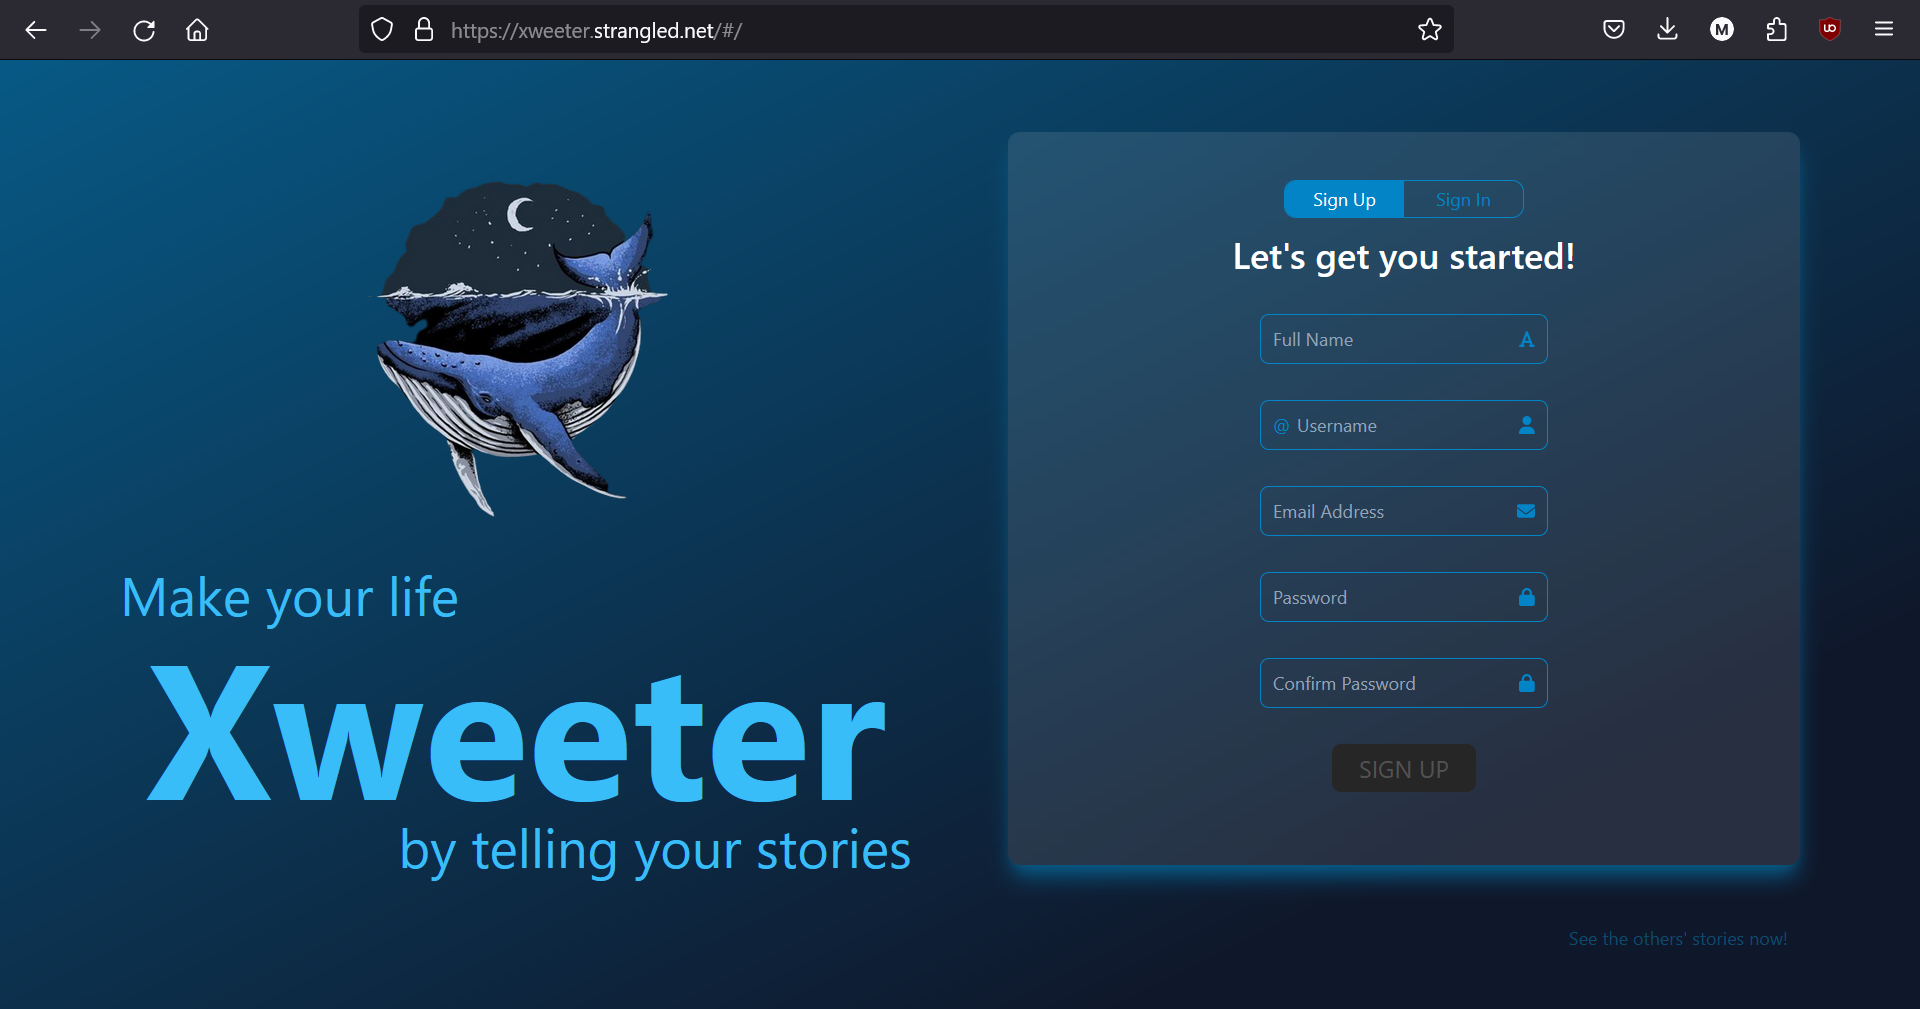 https://xweeter.strangled.net/#/
M
Make your life
Xweeter
by telling your stories
Sign Up
Sign In
Let's get you started!
Full Name
@ Username
Email Address
Password
Confirm Password
SIGN UP
See the others' stories now!